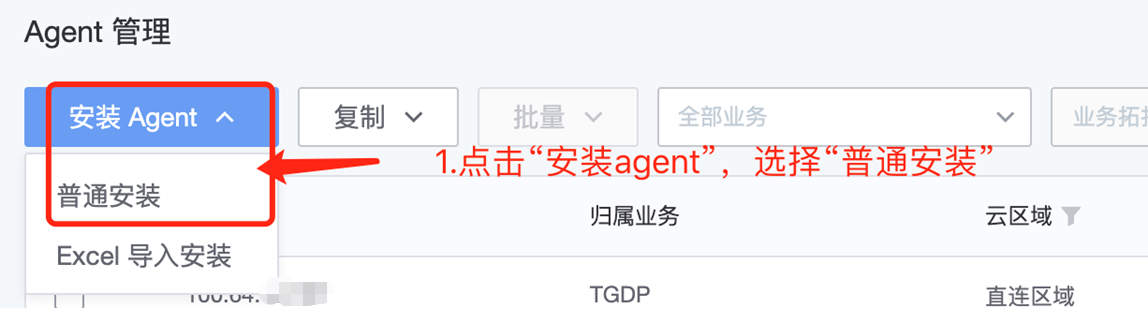 Agent 管理
安装 Agent 复制 批量 全部业务 业务拓
1.点击“安装agent”，选择“普通安装”
普通安装
归属业务 云区域
Excel 导入安装
100.64. TGDP 直连区域